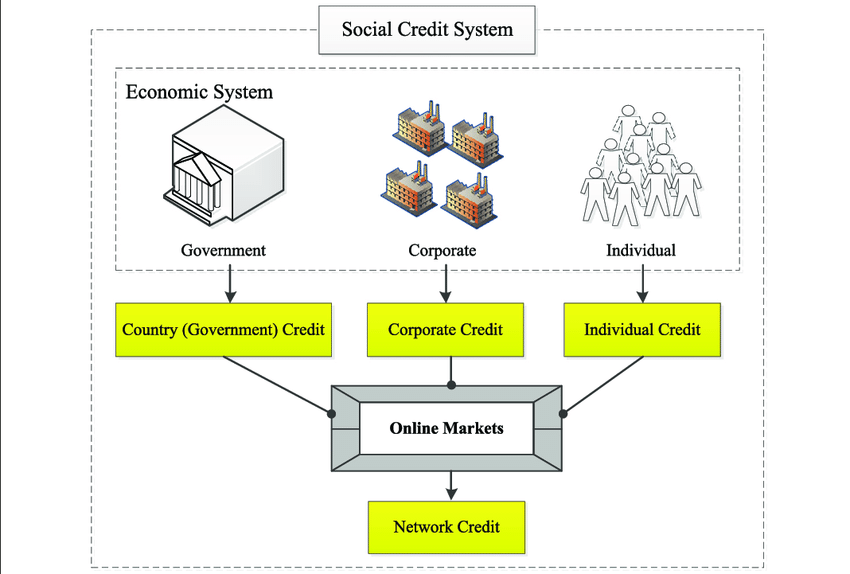 Social Credit System
Economic System
Government
Corporate
Individual
Country (Government) Credit
Corporate Credit
Individual Credit
Online Markets
Network Credit